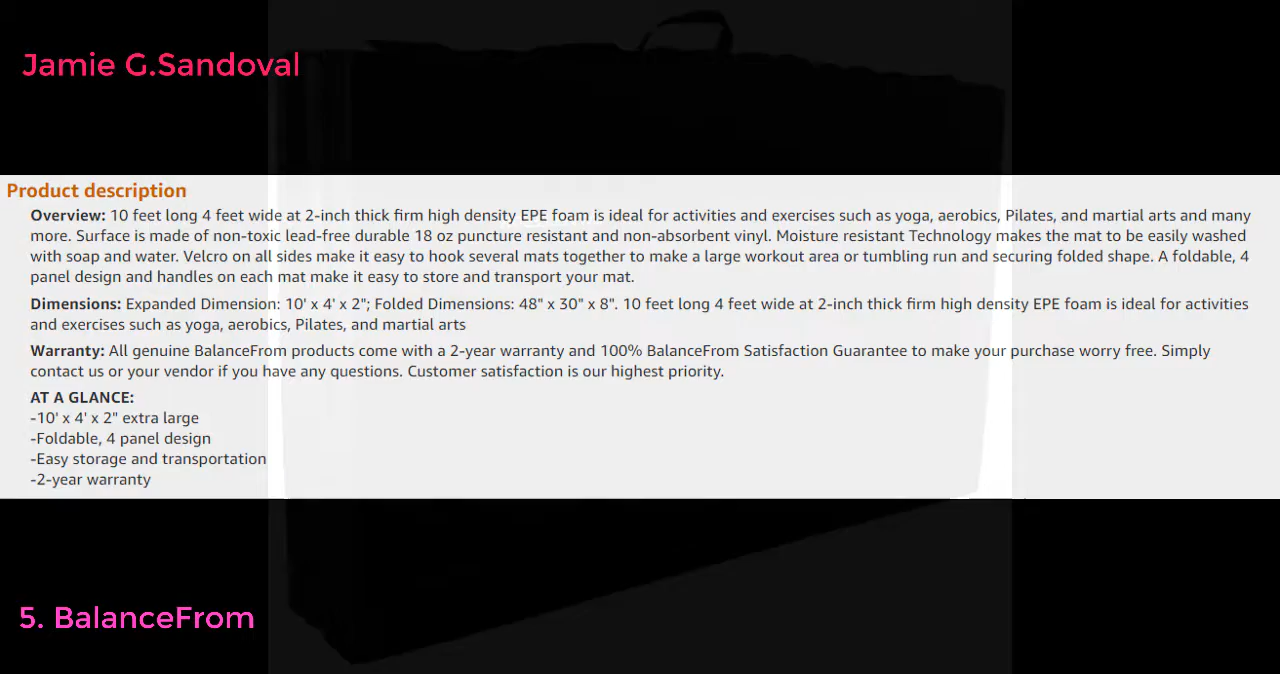 Jamie G.Sandoval
Product description
Overview: 10 feet long 4 feet wide at 2-inch thick firm high density EPE foam is ideal for activities and exercises such as yoga, aerobics, Pilates, and martial arts and many
more. Surface is made of non-toxic lead-free durable 18 oz puncture resistant and non-absorbent vinyl. Moisture resistant Technology makes the mat to be easily washed
with soap and water. Velcro on all sides make it easy to hook several mats together to make a large workout area or tumbling run and securing folded shape. A foldable, 4
panel design and handles on each mat make it easy to store and transport your mat.
Dimensions: Expanded Dimension: 10' x 4' x 2"; Folded Dimensions: 48" x 30" x 8". 10 feet long 4 feet wide at 2-inch thick firm high density EPE foam is ideal for activities
and exercises such as yoga, aerobics, Pilates, and martial arts
Warranty: All genuine BalanceFrom products come with a 2-year warranty and 100% BalanceFrom Satisfaction Guarantee to make your purchase worry free. Simply
contact us or your vendor if you have any questions. Customer satisfaction is our highest priority.
AT A GLANCE:
-10' x 4' x 2" extra large
-Foldable, 4 panel design
-Easy storage and transportation
-2-year warranty
5. BalanceFrom